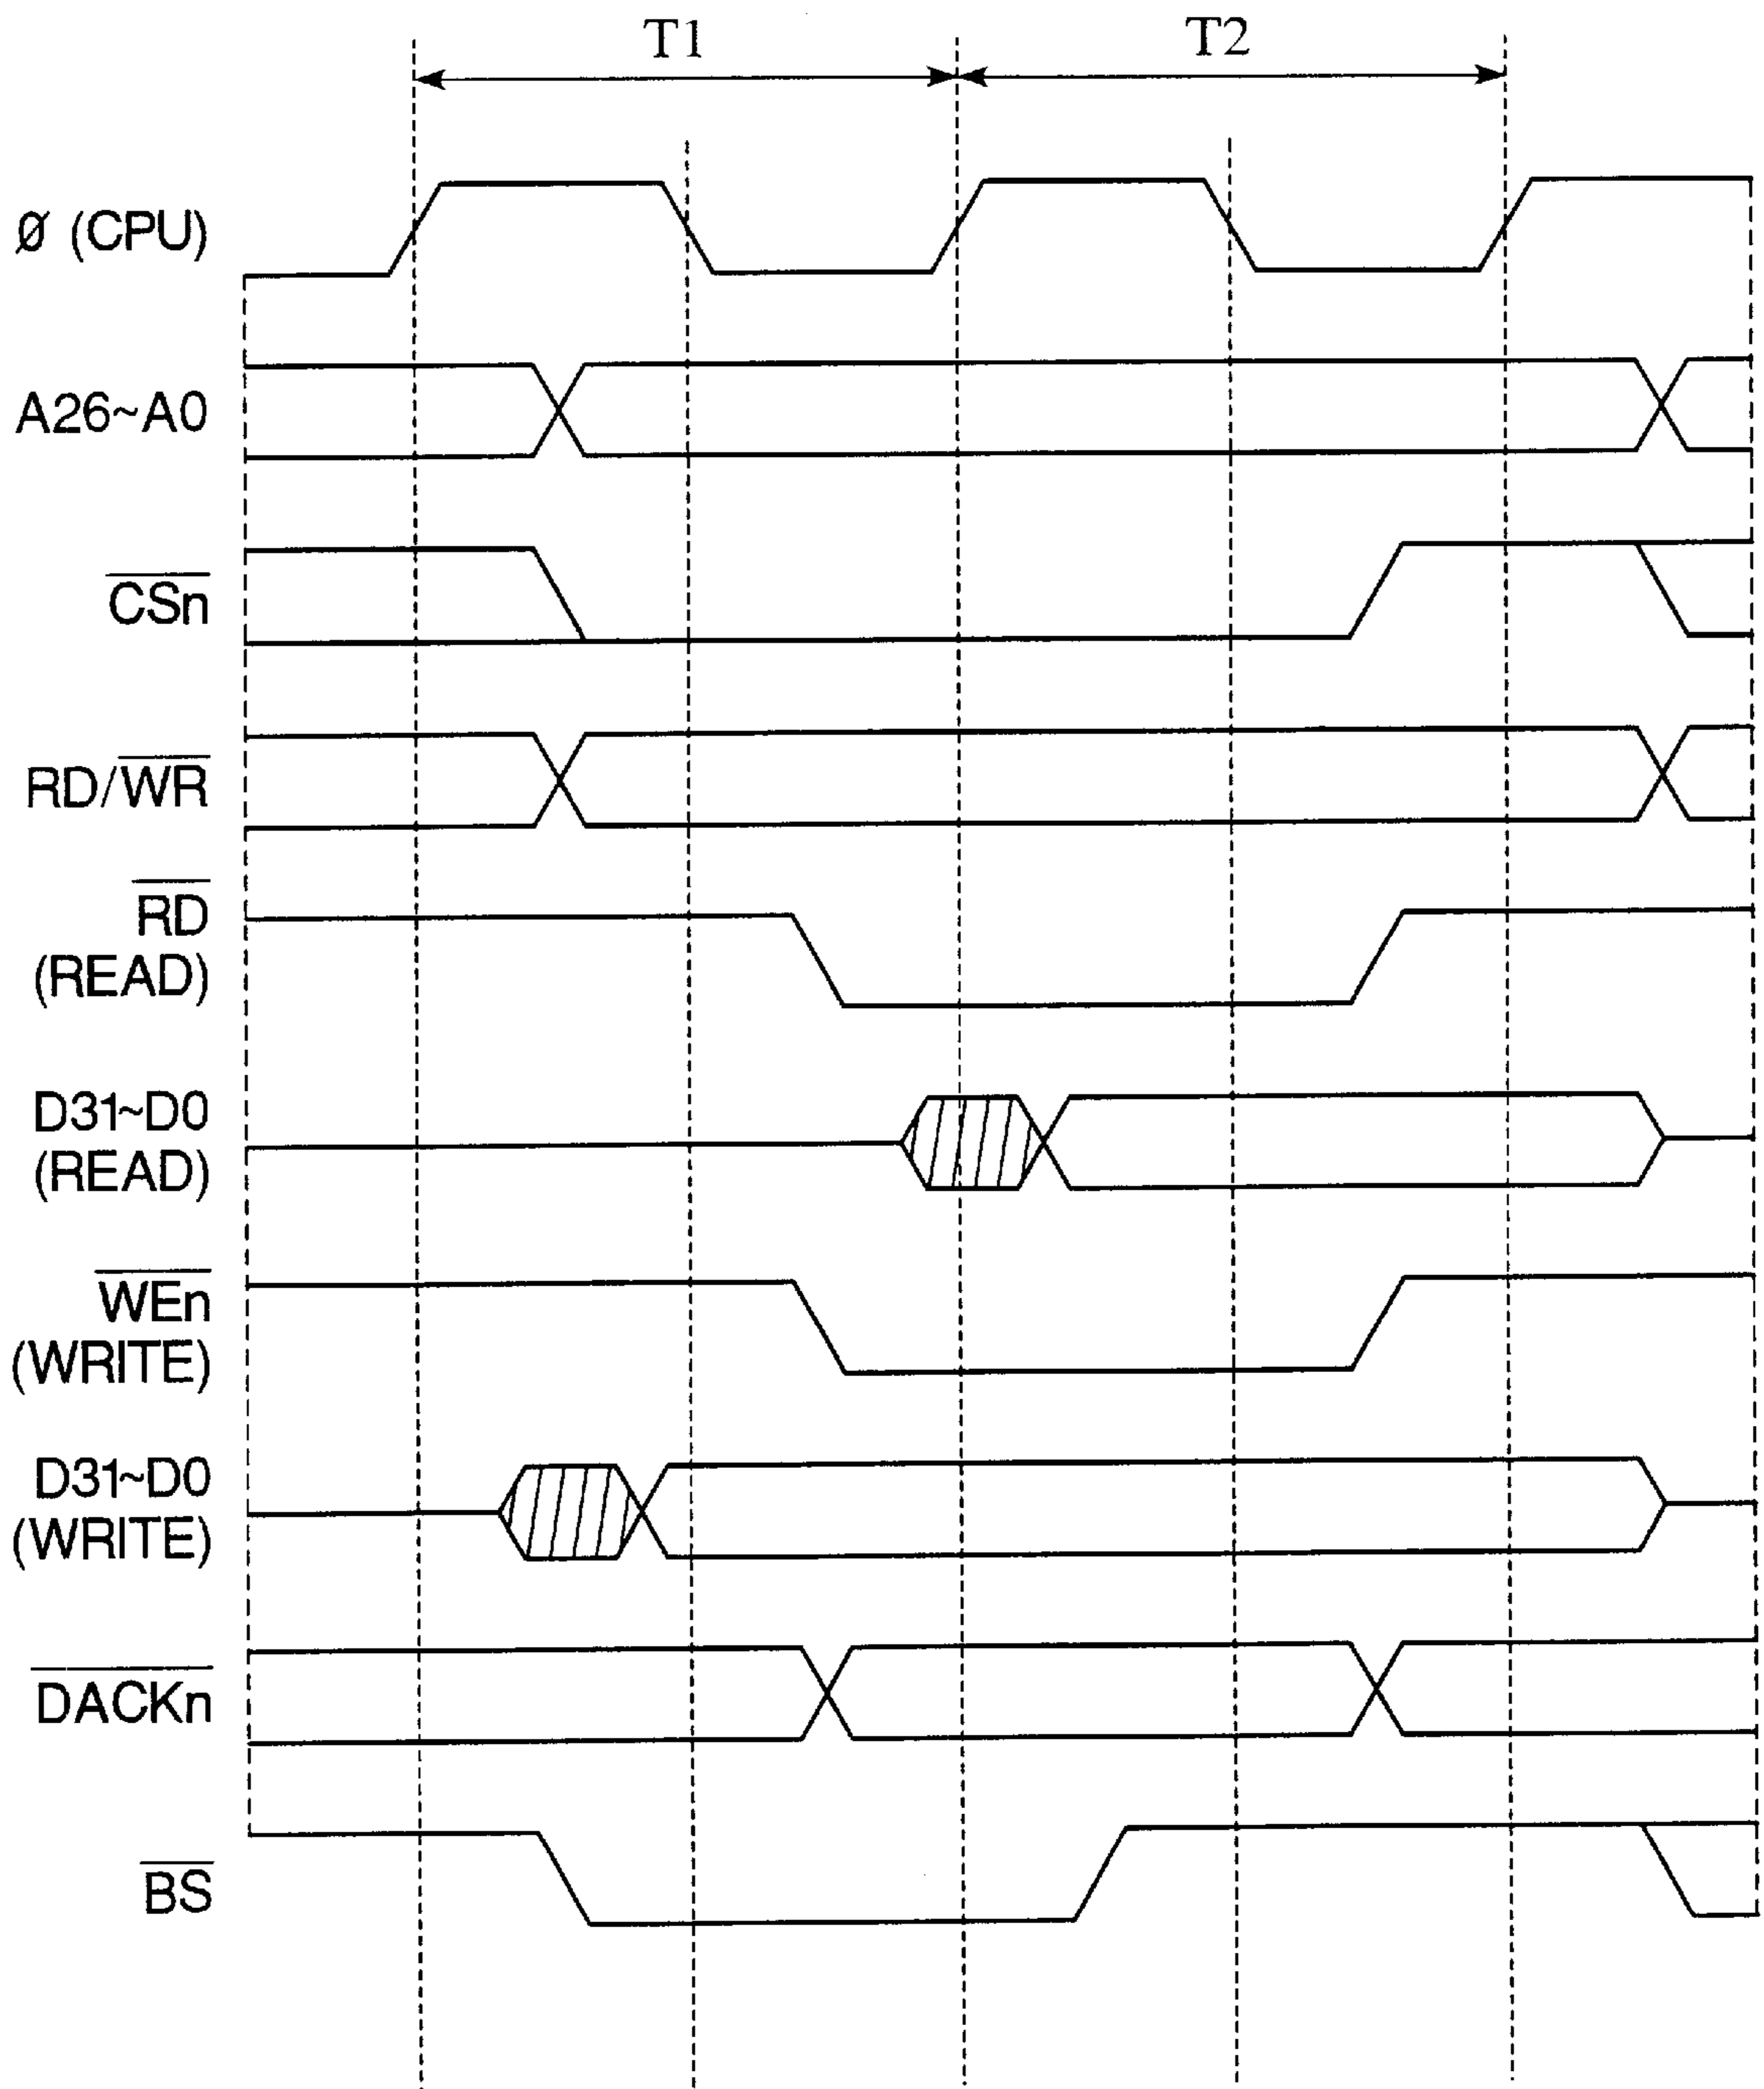 T1 T2
ø (CPU)
A26~A0
CSn
RD/WR
RD
(READ)
D31~D0
(READ)
WEn
(WRITE)
D31~D0
(WRITE)
DACKn
BS